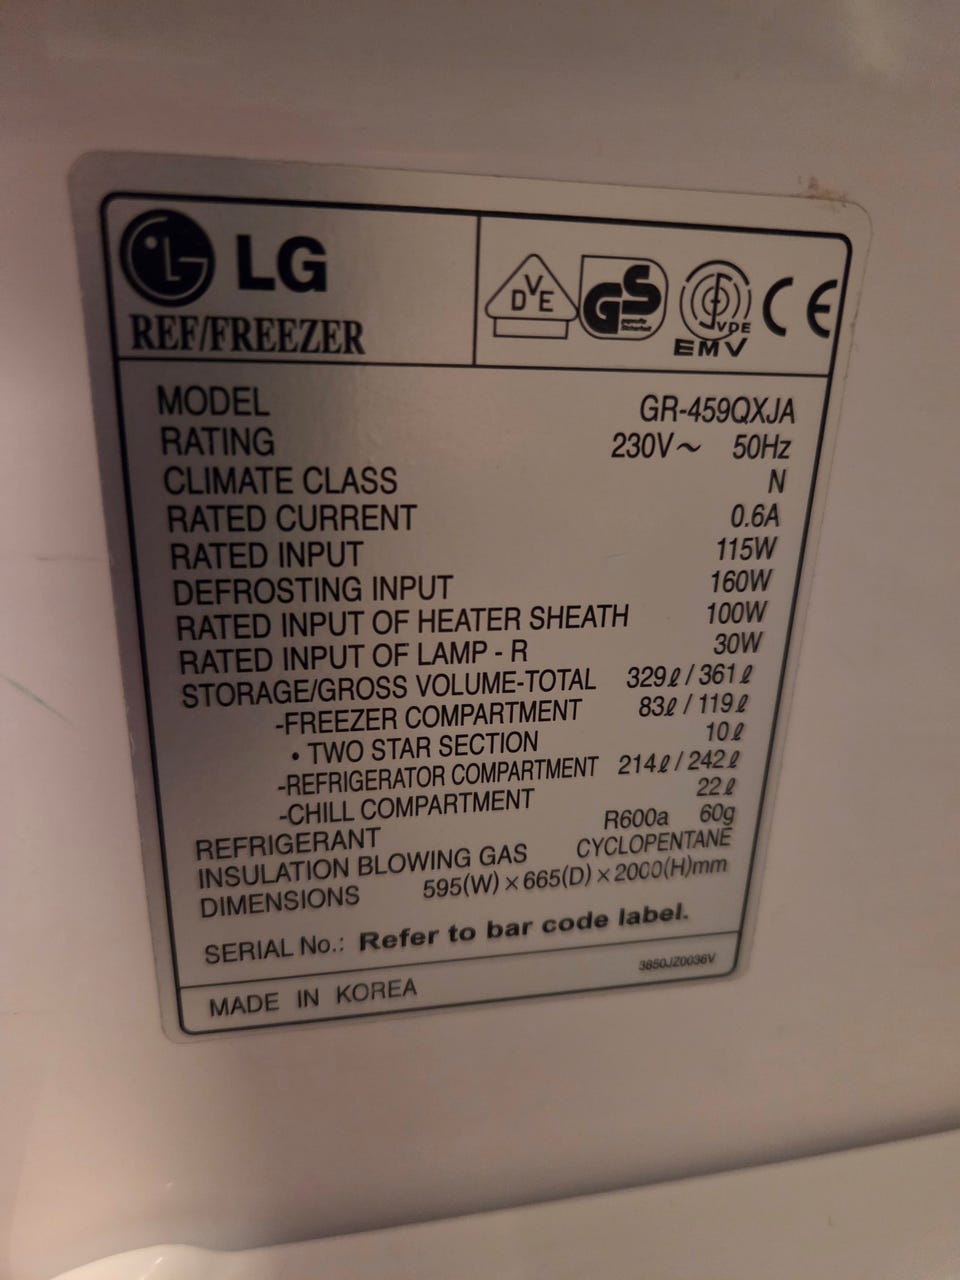 LG
REF/FREEZER
DVE
GS
geprüfte
Sicherheit
VDE
EMV
CE
MODEL GR-459QXJA
RATING 230V~ 50Hz
CLIMATE CLASS N
RATED CURRENT 0.6A
RATED INPUT 115W
DEFROSTING INPUT 160W
RATED INPUT OF HEATER SHEATH 100W
RATED INPUT OF LAMP - R 30W
STORAGE/GROSS VOLUME-TOTAL 329ℓ/361ℓ
-FREEZER COMPARTMENT 83ℓ/119ℓ
• TWO STAR SECTION 10ℓ
-REFRIGERATOR COMPARTMENT 214ℓ/242ℓ
-CHILL COMPARTMENT 22ℓ
REFRIGERANT R600a 60g
INSULATION BLOWING GAS CYCLOPENTANE
DIMENSIONS 595(W)×665(D)×2000(H)mm
SERIAL No.: Refer to bar code label.
3850JZ0036V
MADE IN KOREA